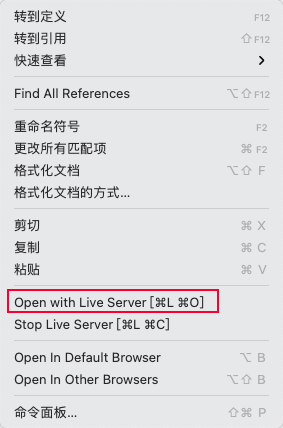 转到定义 F12
转到引用 ⇧F12
快速查看
Find All References ⌥⇧F12
重命名符号 F2
更改所有匹配项 ⌘F2
格式化文档 ⌥⇧F
格式化文档的方式...
剪切 ⌘X
复制 ⌘C
粘贴 ⌘V
Open with Live Server [⌘L ⌘O]
Stop Live Server [⌘L ⌘C]
Open In Default Browser ⌥B
Open In Other Browsers ⌥⇧B
命令面板... ⇧⌘P